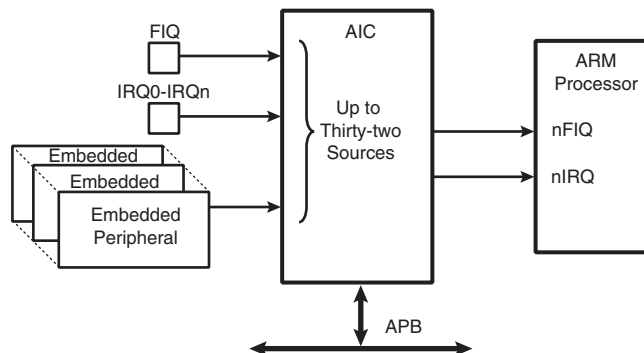 FIQ
IRQ0-IRQn
Embedded
Embedded
Embedded
Peripheral
AIC
Up to
Thirty-two
Sources
ARM
Processor
nFIQ
nIRQ
APB